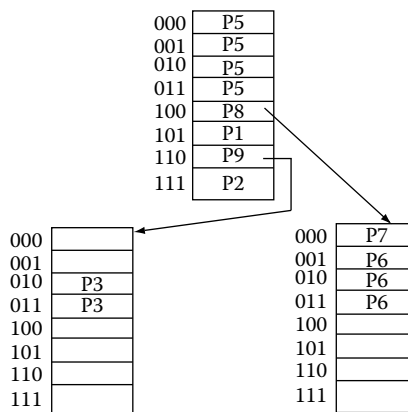 000 P5
001 P5
010 P5
011 P5
100 P8
101 P1
110 P9
111 P2
000
001
010 P3
011 P3
100
101
110
111
000 P7
001 P6
010 P6
011 P6
100
101
110
111